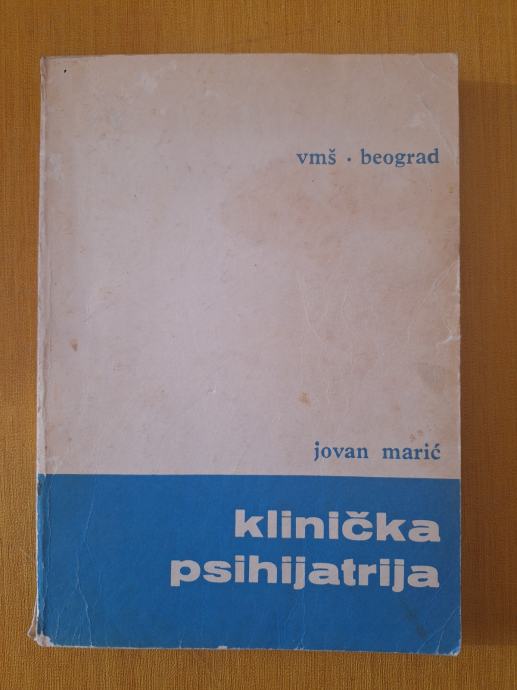 vmš · beograd
jovan marić
klinička
psihijatrija